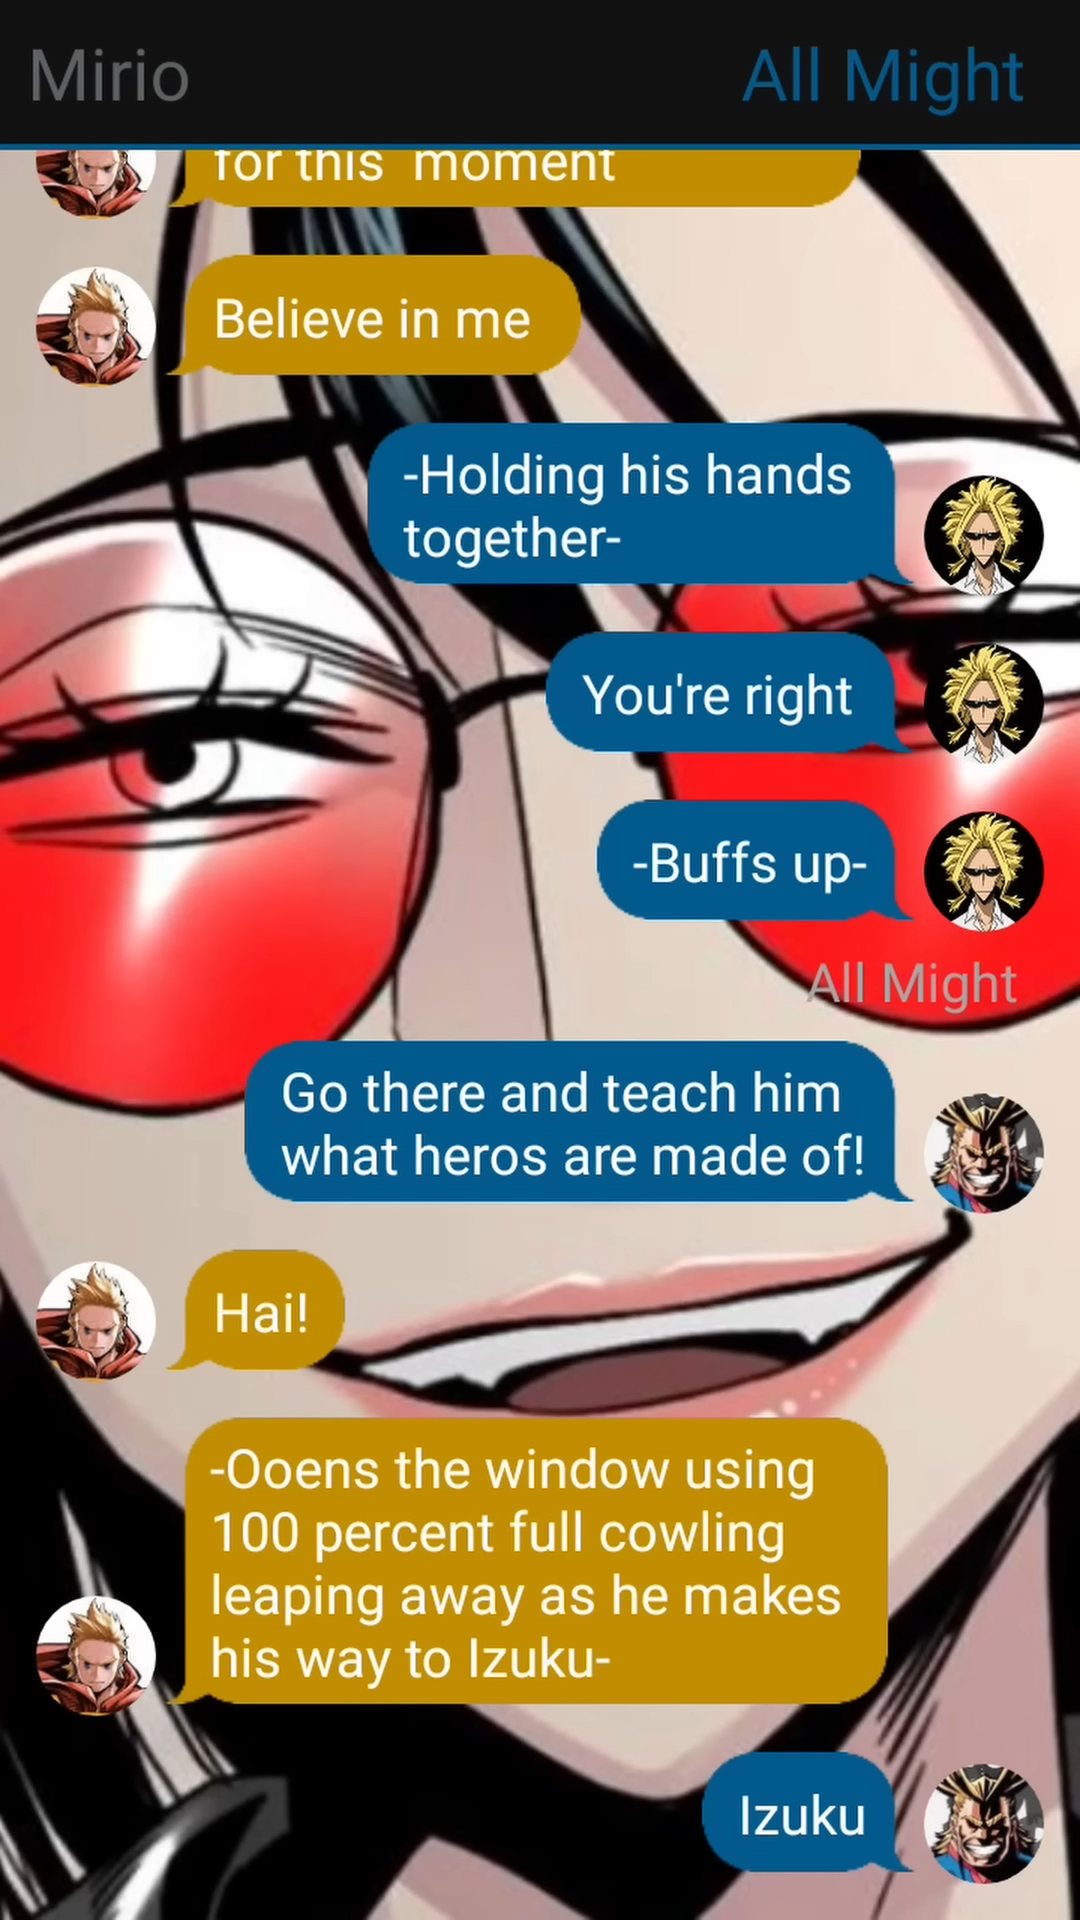 Mirio
All Might
for this  moment
Believe in me
-Holding his hands
together-
You're right
-Buffs up-
All Might
Go there and teach him
what heros are made of!
Hai!
-Ooens the window using
100 percent full cowling
leaping away as he makes
his way to Izuku-
Izuku